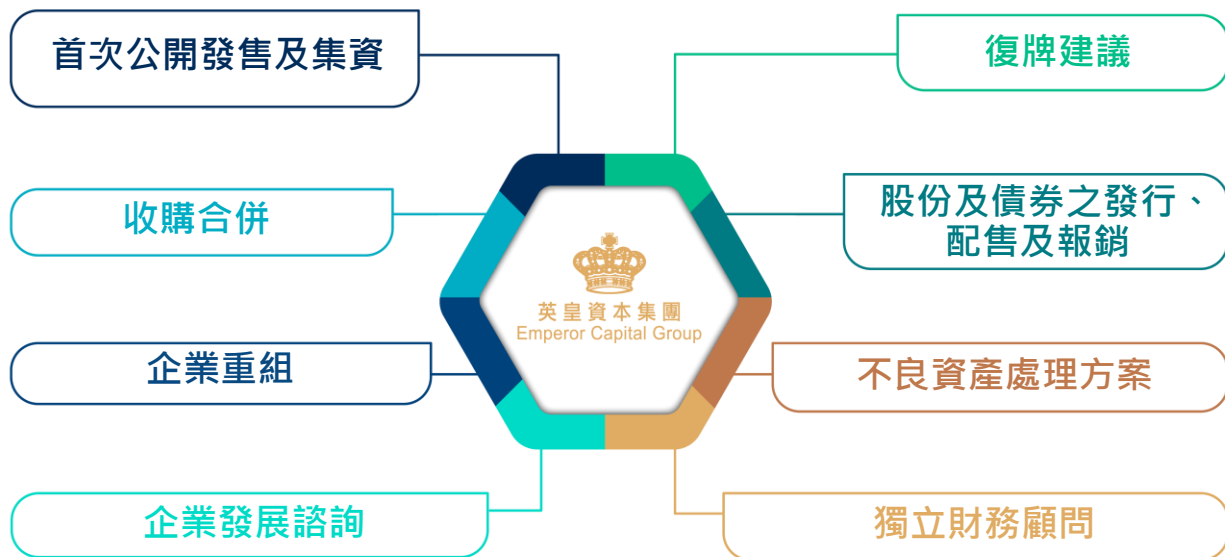 首次公開發售及集資
復牌建議
收購合併
股份及債券之發行、
配售及報銷
英皇資本集團
Emperor Capital Group
企業重組
不良資產處理方案
企業發展諮詢
獨立財務顧問